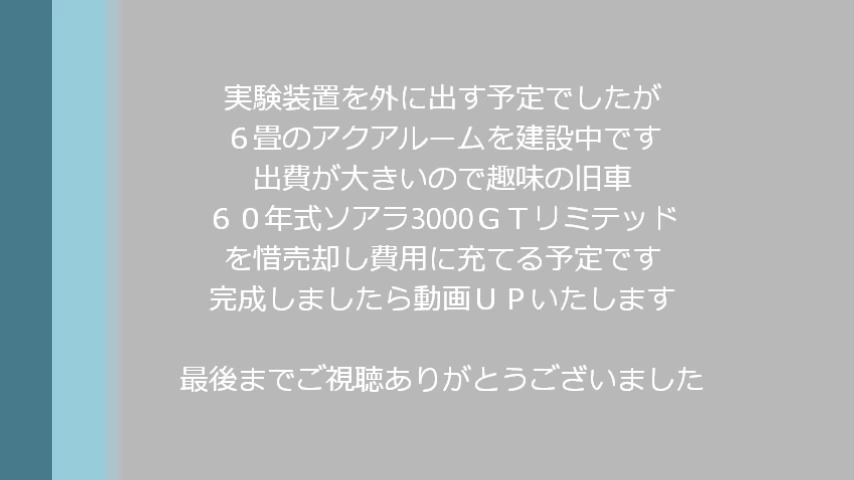 実験装置を外に出す予定でしたが
６畳のアクアルームを建設中です
出費が大きいので趣味の旧車
６０年式ソアラ3000ＧＴリミテッド
を惜売却し費用に充てる予定です
完成しましたら動画ＵＰいたします
最後までご視聴ありがとうございました